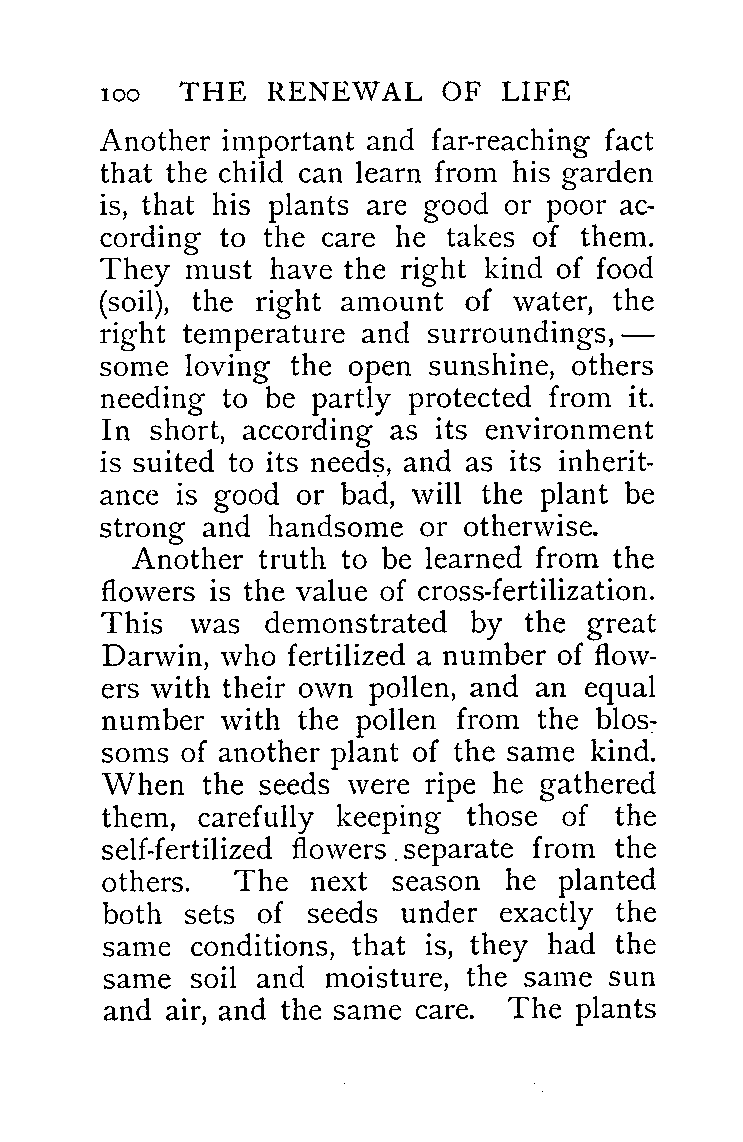 100 THE RENEWAL OF LIFE
Another important and far-reaching fact
that the child can learn from his garden
is, that his plants are good or poor ac-
cording to the care he takes of them.
They must have the right kind of food
(soil), the right amount of water, the
right temperature and surroundings, —
some loving the open sunshine, others
needing to be partly protected from it.
In short, according as its environment
is suited to its needs, and as its inherit-
ance is good or bad, will the plant be
strong and handsome or otherwise.
Another truth to be learned from the
flowers is the value of cross-fertilization.
This was demonstrated by the great
Darwin, who fertilized a number of flow-
ers with their own pollen, and an equal
number with the pollen from the blos-
soms of another plant of the same kind.
When the seeds were ripe he gathered
them, carefully keeping those of the
self-fertilized flowers separate from the
others. The next season he planted
both sets of seeds under exactly the
same conditions, that is, they had the
same soil and moisture, the same sun
and air, and the same care. The plants